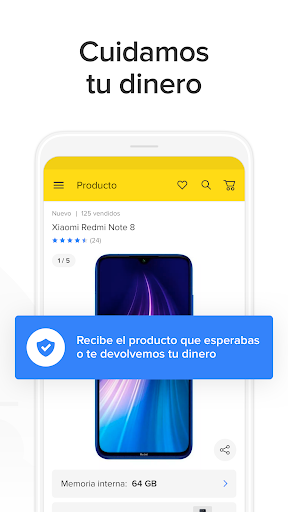 Cuidamos
tu dinero
Producto
Nuevo | 125 vendidos
Xiaomi Redmi Note 8
(24)
1 / 5
Recibe el producto que esperabas
o te devolvemos tu dinero
Redmi
Memoria interna: 64 GB